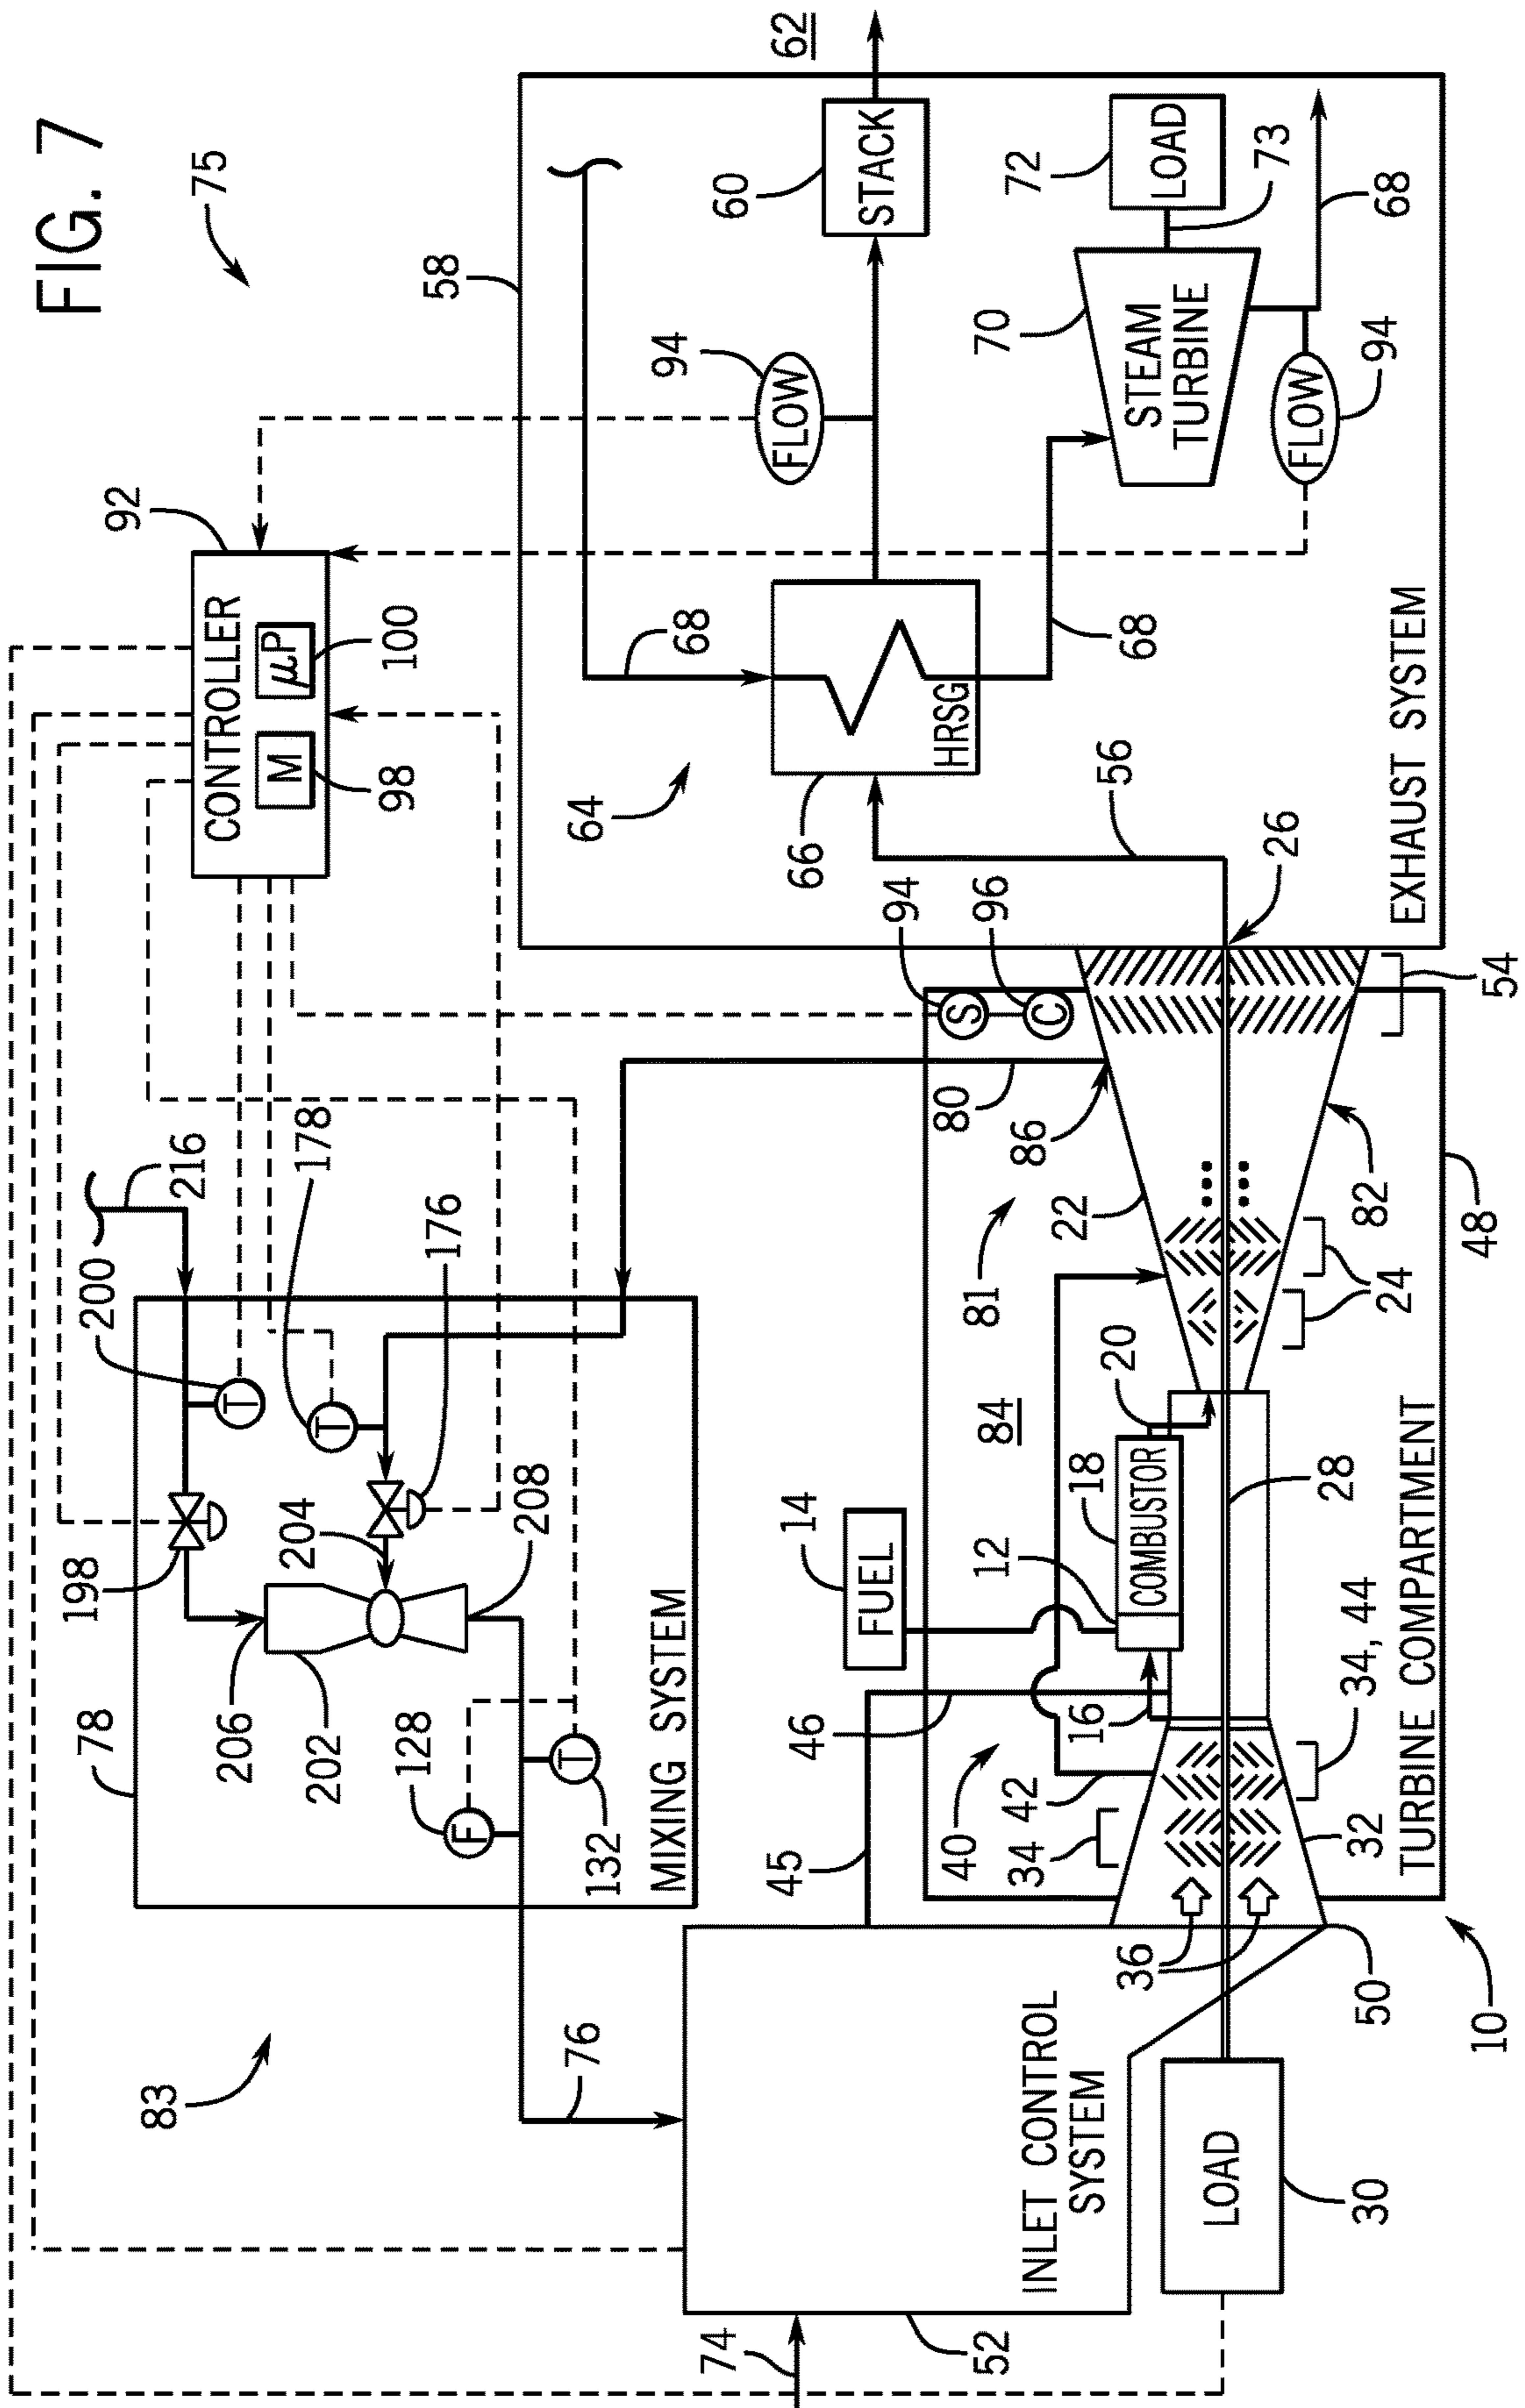 FIG. 7
75
83
92
CONTROLLER
M
μP
98
100
216
200
T
178
T
198
176
204
206
202
208
78
128
F
T
132
MIXING SYSTEM
76
58
62
60
STACK
94
FLOW
68
64
66
HRSG
68
70
STEAM
TURBINE
72
LOAD
73
68
FLOW
94
56
26
EXHAUST SYSTEM
94
S
96
C
80
86
81
22
84
14
FUEL
12
18
COMBUSTOR
20
16
46
45
40
42
34
34, 44
32
28
24
82
48
54
TURBINE COMPARTMENT
36
50
10
INLET CONTROL
SYSTEM
74
52
LOAD
30